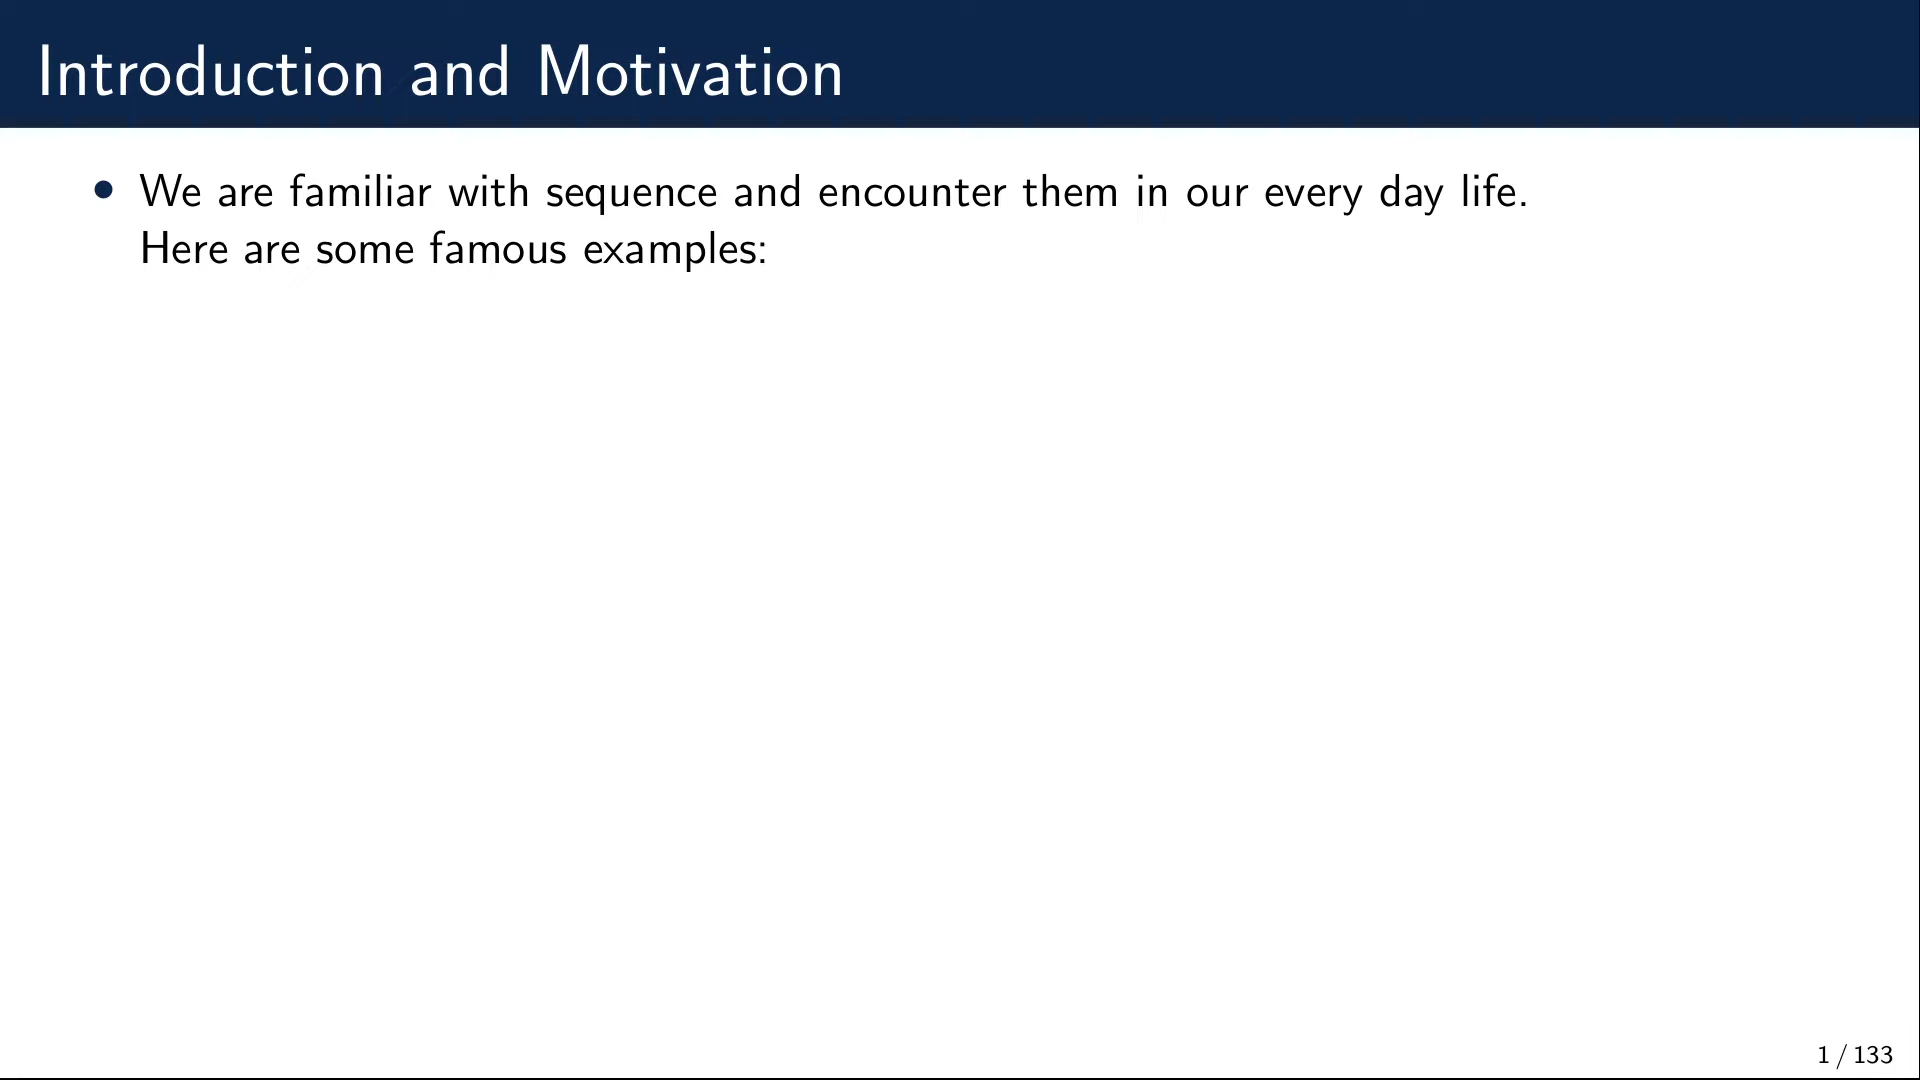 Introduction and Motivation
• We are familiar with sequence and encounter them in our every day life.
Here are some famous examples:
1 / 133